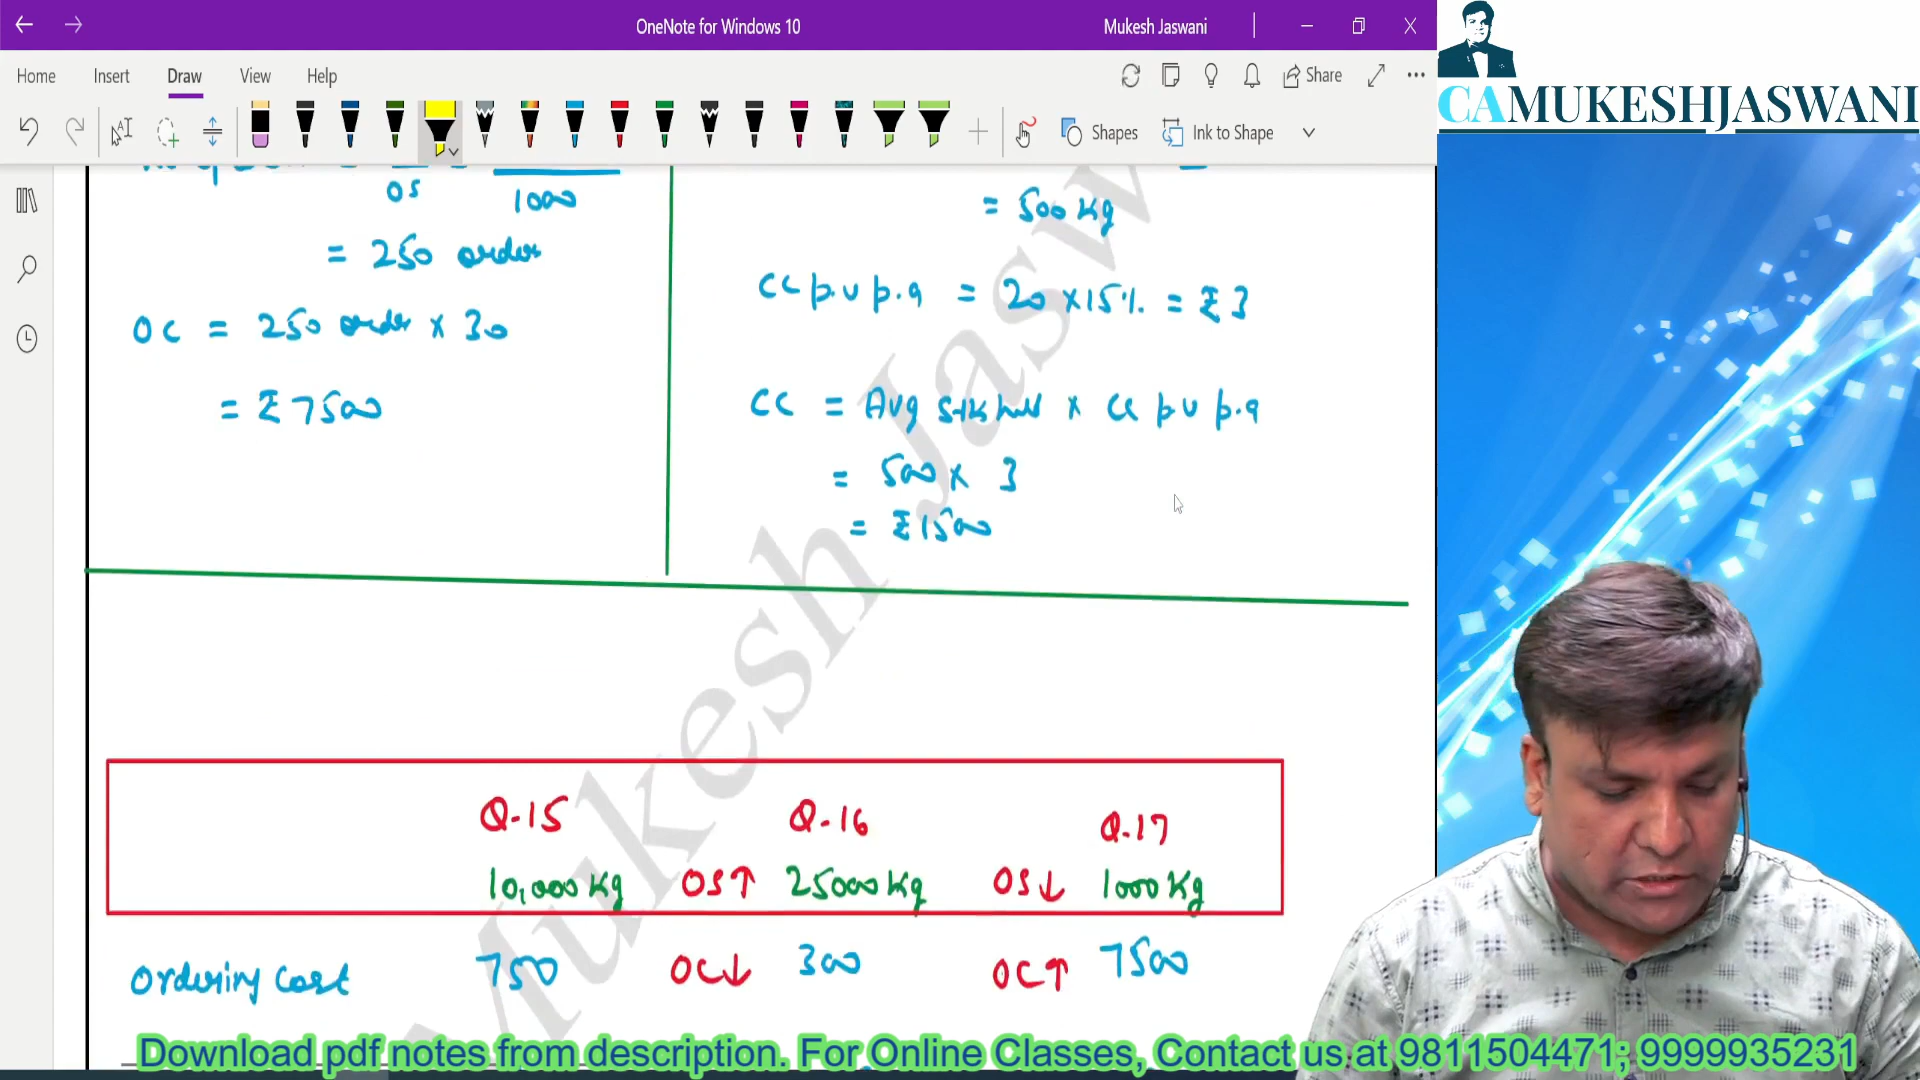 OneNote for Windows 10
Mukesh Jaswani
CAMUKESHJASWANI
Home Insert Draw View Help
Share
Shapes
Ink to Shape
OS 1000
= 250 order
OC = 250 order × 30
= ₹7500
= 500 Kg
CC p.u p.a = 20 × 15% = ₹3
CC = Avg × CC p.u p.a
= 500 × 3
= ₹1500
Q-15 Q-16 Q.17
10,000 Kg OS↑ 25000 Kg OS↓ 1000 Kg
Ordering Cost 750 OC↓ 300 OC↑ 7500
Mukesh Jasw
Download pdf notes from description. For Online Classes, Contact us at 9811504471; 9999935231